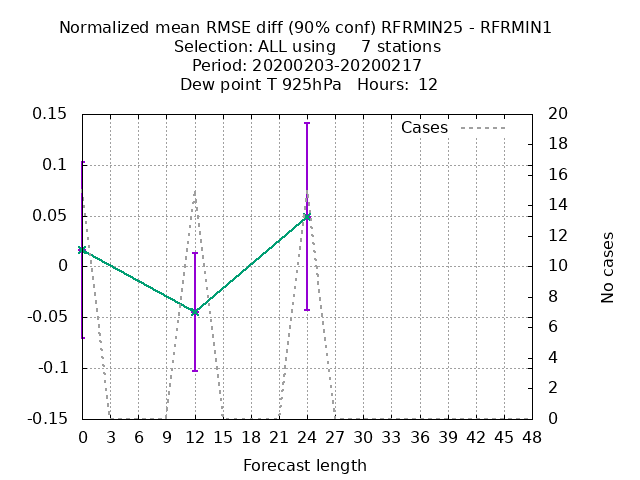 Normalized mean RMSE diff (90% conf) RFRMIN25 - RFRMIN1
Selection: ALL using 7 stations
Period: 20200203-20200217
Dew point T 925hPa Hours: 12
Cases
0.15
0.1
0.05
0
-0.05
-0.1
-0.15
20
18
16
14
12
10
8
6
4
2
0
No cases
0 3 6 9 12 15 18 21 24 27 30 33 36 39 42 45 48
Forecast length